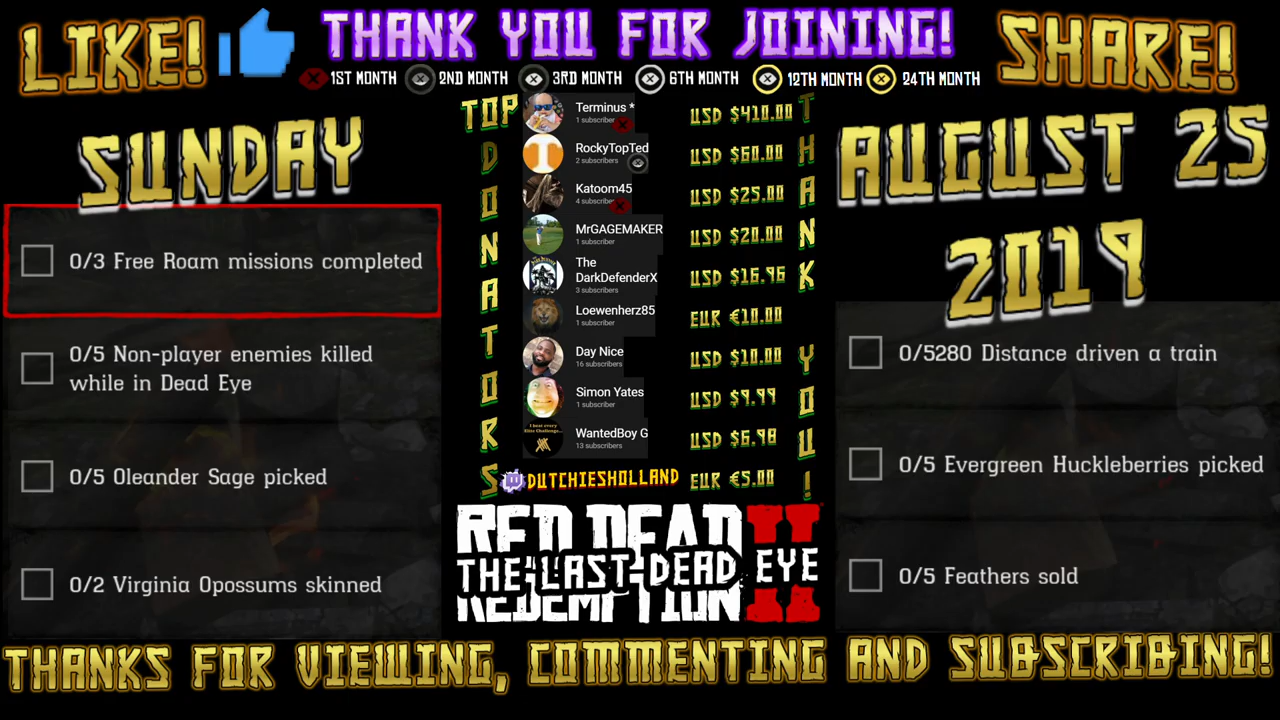 LIKE!
THANK YOU FOR JOINING!
SHARE!
1ST MONTH
2ND MONTH
3RD MONTH
6TH MONTH
12TH MONTH
24TH MONTH
SUNDAY
0/3 Free Roam missions completed
0/5 Non-player enemies killed
while in Dead Eye
0/5 Oleander Sage picked
0/2 Virginia Opossums skinned
TOP
DONATORS
Terminus *
1 subscriber
USD $410.00
RockyTopTed
2 subscribers
USD $60.00
Katoom45
4 subscribers
USD $25.00
MrGAGEMAKER
1 subscriber
USD $20.00
The
DarkDefenderX
3 subscribers
USD $16.96
Loewenherz85
1 subscriber
EUR €10.00
Day Nice
16 subscribers
USD $10.00
Simon Yates
1 subscriber
USD $9.99
WantedBoy G
13 subscribers
USD $6.98
DUTCHIESHOLLAND
EUR €5.00
THANK YOU!
RED DEAD
THE LAST DEAD EYE
REDEMPTION II
AUGUST 25
2019
0/5280 Distance driven a train
0/5 Evergreen Huckleberries picked
0/5 Feathers sold
THANKS FOR VIEWING, COMMENTING AND SUBSCRIBING!